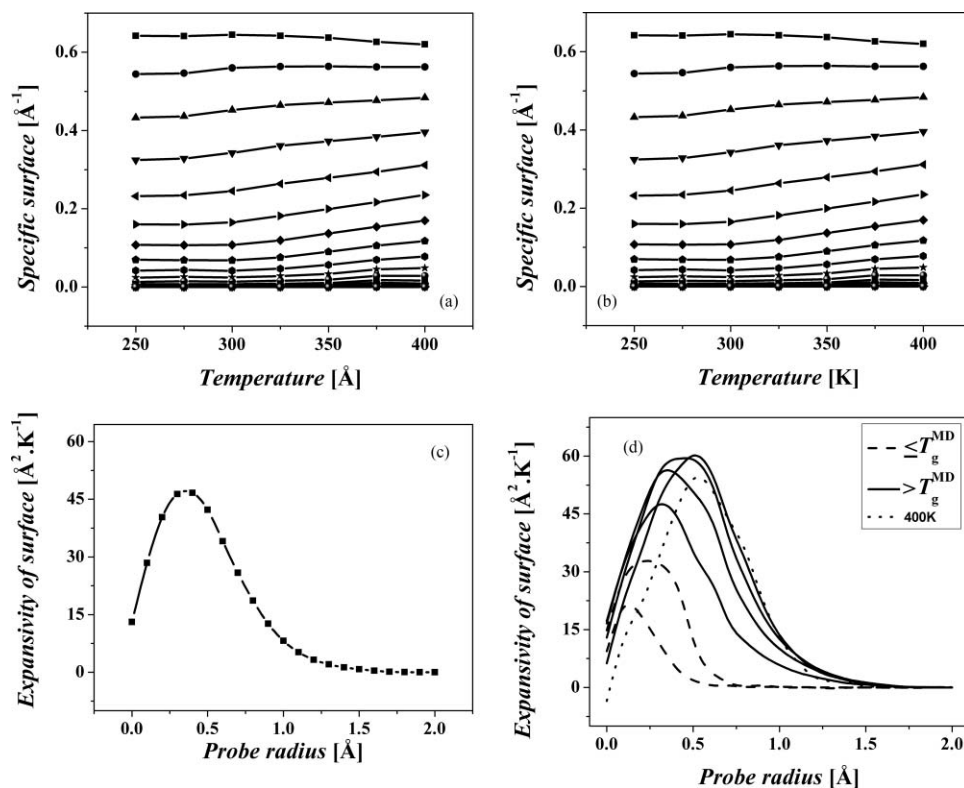 Specific surface [Å⁻¹]
0.6
0.4
0.2
0.0
(a)
250 300 350 400
Temperature [Å]
Specific surface [Å⁻¹]
0.6
0.4
0.2
0.0
(b)
250 300 350 400
Temperature [K]
Expansivity of surface [Å².K⁻¹]
60
45
30
15
0
(c)
0.0 0.5 1.0 1.5 2.0
Probe radius [Å]
Expansivity of surface [Å².K⁻¹]
60
45
30
15
0
(d)
≤T_g^MD
>T_g^MD
400K
0.0 0.5 1.0 1.5 2.0
Probe radius [Å]